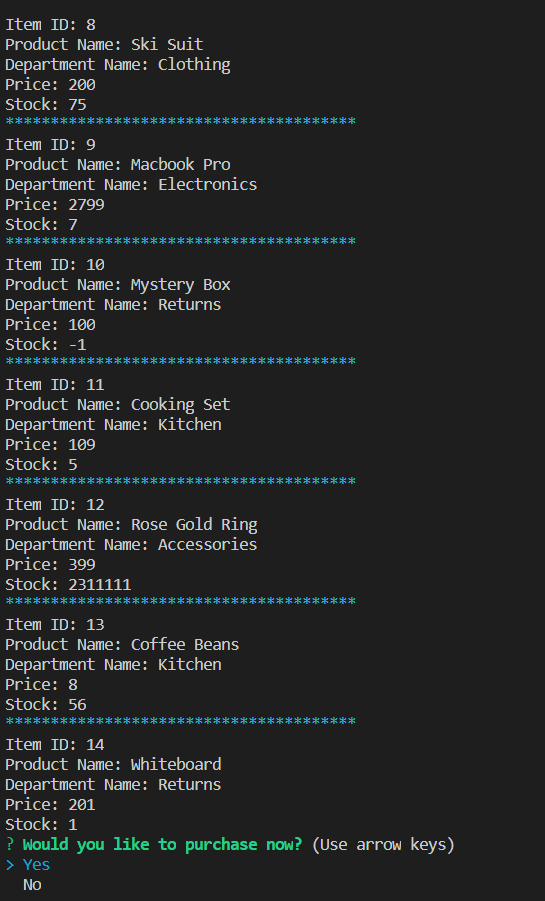 Item ID: 8
Product Name: Ski Suit
Department Name: Clothing
Price: 200
Stock: 75
***************************************
Item ID: 9
Product Name: Macbook Pro
Department Name: Electronics
Price: 2799
Stock: 7
***************************************
Item ID: 10
Product Name: Mystery Box
Department Name: Returns
Price: 100
Stock: -1
***************************************
Item ID: 11
Product Name: Cooking Set
Department Name: Kitchen
Price: 109
Stock: 5
***************************************
Item ID: 12
Product Name: Rose Gold Ring
Department Name: Accessories
Price: 399
Stock: 2311111
***************************************
Item ID: 13
Product Name: Coffee Beans
Department Name: Kitchen
Price: 8
Stock: 56
***************************************
Item ID: 14
Product Name: Whiteboard
Department Name: Returns
Price: 201
Stock: 1
? Would you like to purchase now? (Use arrow keys)
> Yes
  No